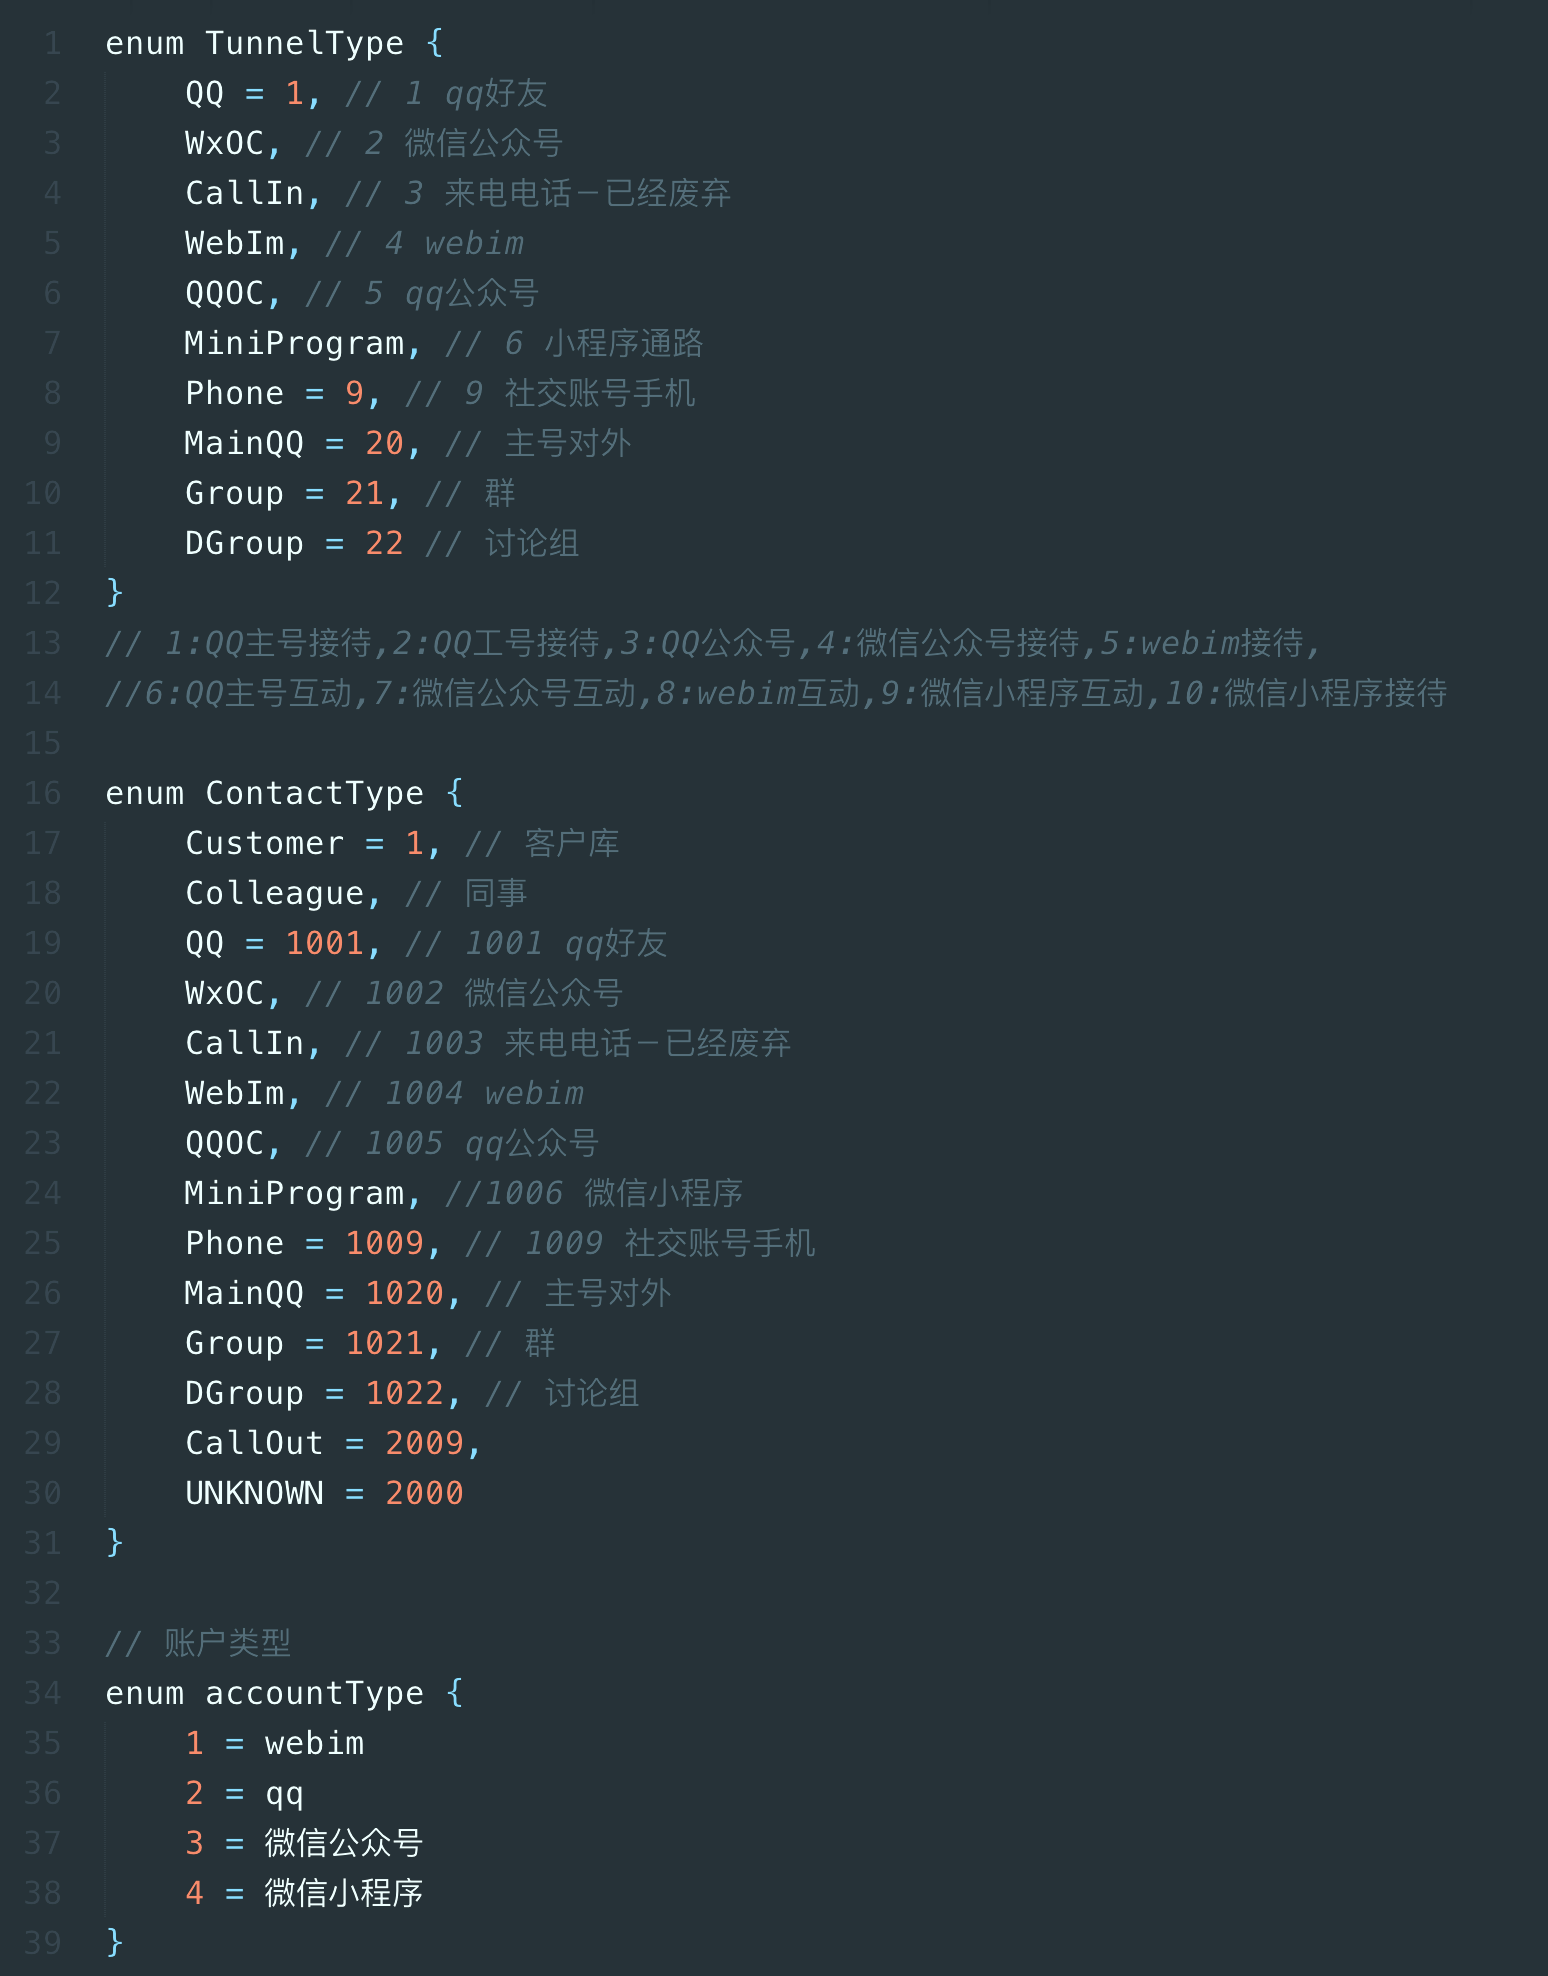 1 enum TunnelType {
2 QQ = 1, // 1 qq好友
3 WxOC, // 2 微信公众号
4 CallIn, // 3 来电电话－已经废弃
5 WebIm, // 4 webim
6 QQOC, // 5 qq公众号
7 MiniProgram, // 6 小程序通路
8 Phone = 9, // 9 社交账号手机
9 MainQQ = 20, // 主号对外
10 Group = 21, // 群
11 DGroup = 22 // 讨论组
12 }
13 // 1:QQ主号接待,2:QQ工号接待,3:QQ公众号,4:微信公众号接待,5:webim接待,
14 //6:QQ主号互动,7:微信公众号互动,8:webim互动,9:微信小程序互动,10:微信小程序接待
15
16 enum ContactType {
17 Customer = 1, // 客户库
18 Colleague, // 同事
19 QQ = 1001, // 1001 qq好友
20 WxOC, // 1002 微信公众号
21 CallIn, // 1003 来电电话－已经废弃
22 WebIm, // 1004 webim
23 QQOC, // 1005 qq公众号
24 MiniProgram, //1006 微信小程序
25 Phone = 1009, // 1009 社交账号手机
26 MainQQ = 1020, // 主号对外
27 Group = 1021, // 群
28 DGroup = 1022, // 讨论组
29 CallOut = 2009,
30 UNKNOWN = 2000
31 }
32
33 // 账户类型
34 enum accountType {
35 1 = webim
36 2 = qq
37 3 = 微信公众号
38 4 = 微信小程序
39 }